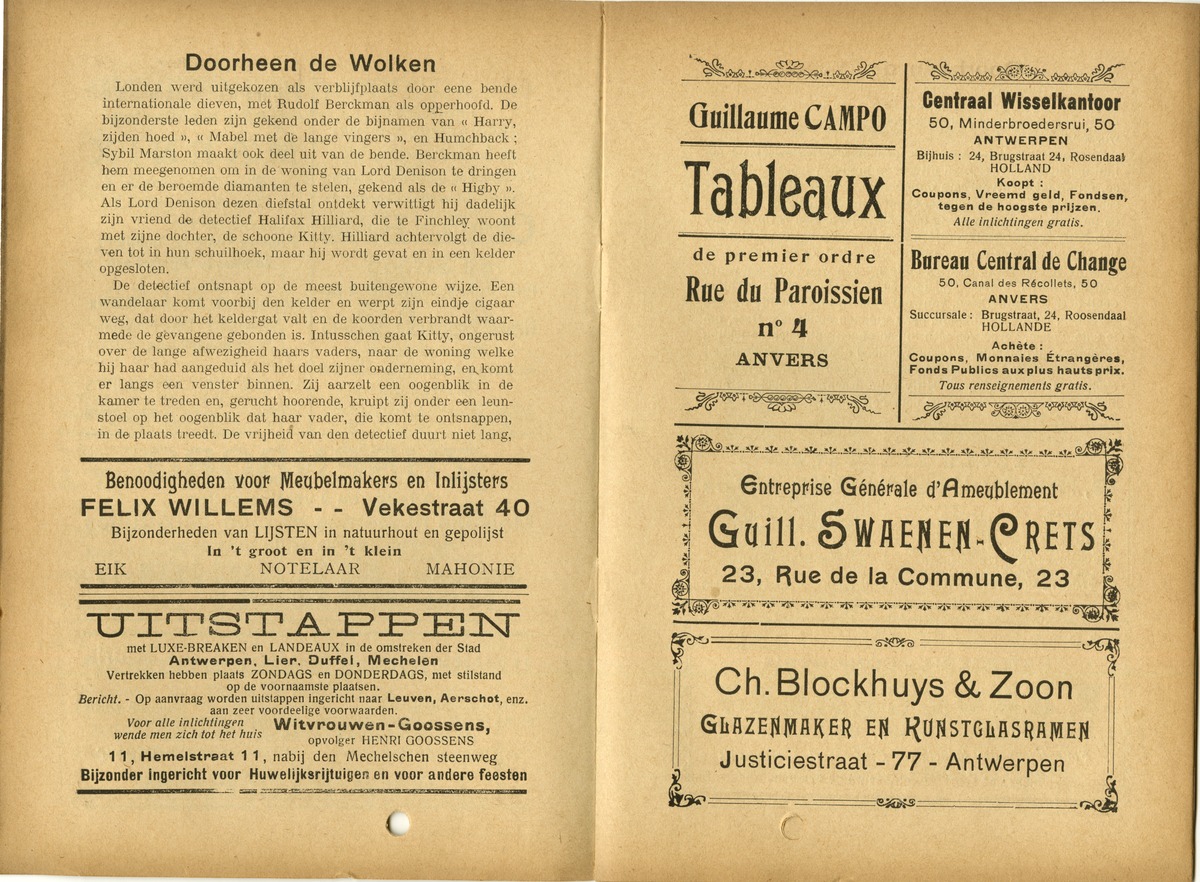 Doorheen de Wolken
Londen werd uitgekozen als verblijfplaats door eene bende
internationale dieven, met Rudolf Berckman als opperhoofd. De
bijzonderste leden zijn gekend onder de bijnamen van « Harry,
zijden hoed », « Mabel met de lange vingers », en Humchback ;
Sybil Marston maakt ook deel uit van de bende. Berckman heeft
hem meegenomen om in de woning van Lord Denison te dringen
en er de beroemde diamanten te stelen, gekend als de « Higby ».
Als Lord Denison dezen diefstal ontdekt verwittigt hij dadelijk
zijn vriend de detectief Halifax Hilliard, die te Finchley woont
met zijne dochter, de schoone Kitty. Hilliard achtervolgt de die-
ven tot in hun schuilhoek, maar hij wordt gevat en in een kelder
opgesloten.
De detectief ontsnapt op de meest buitengewone wijze. Een
wandelaar komt voorbij den kelder en werpt zijn eindje cigaar
weg, dat door het keldergat valt en de koorden verbrandt waar-
mede de gevangene gebonden is. Intusschen gaat Kitty, ongerust
over de lange afwezigheid haars vaders, naar de woning welke
hij haar had aangeduid als het doel zijner onderneming, en komt
er langs een venster binnen. Zij aarzelt een oogenblik in de
kamer te treden en, gerucht hoorende, kruipt zij onder een leun-
stoel op het oogenblik dat haar vader, die komt te ontsnappen,
in de plaats treedt. De vrijheid van den detectief duurt niet lang,
Benoodigheden voor Meubelmakers en Inlijsters
FELIX WILLEMS - - Vekestraat 40
Bijzonderheden van LIJSTEN in natuurhout en gepolijst
In 't groot en in 't klein
EIK NOTELAAR MAHONIE
UITSTAPPEN
met LUXE-BREAKEN en LANDEAUX in de omstreken der Stad
Antwerpen, Lier, Duffel, Mechelen
Vertrekken hebben plaats ZONDAGS en DONDERDAGS, met stilstand
op de voornaamste plaatsen.
Bericht. - Op aanvraag worden uitstappen ingericht naar Leuven, Aerschot, enz.
aan zeer voordeelige voorwaarden.
Voor alle inlichtingen
wende men zich tot het huis
Witvrouwen-Goossens,
opvolger HENRI GOOSSENS
11, Hemelstraat 11, nabij den Mechelschen steenweg
Bijzonder ingericht voor Huwelijksrijtuigen en voor andere feesten
Guillaume CAMPO
Tableaux
de premier ordre
Rue du Paroissien
nº 4
ANVERS
Centraal Wisselkantoor
50, Minderbroedersrui, 50
ANTWERPEN
Bijhuis : 24, Brugstraat 24, Rosendaal
HOLLAND
Koopt :
Coupons, Vreemd geld, Fondsen,
tegen de hoogste prijzen.
Alle inlichtingen gratis.
Bureau Central de Change
50, Canal des Récollets, 50
ANVERS
Succursale : Brugstraat, 24, Roosendaal
HOLLANDE
Achète :
Coupons, Monnaies Étrangères,
Fonds Publics aux plus hauts prix.
Tous renseignements gratis.
Entreprise Générale d'Ameublement
Guill. SWAENEN-CRETS
23, Rue de la Commune, 23
Ch. Blockhuys & Zoon
GLAZENMAKER EN KUNSTGLASRAMEN
Justiciestraat - 77 - Antwerpen